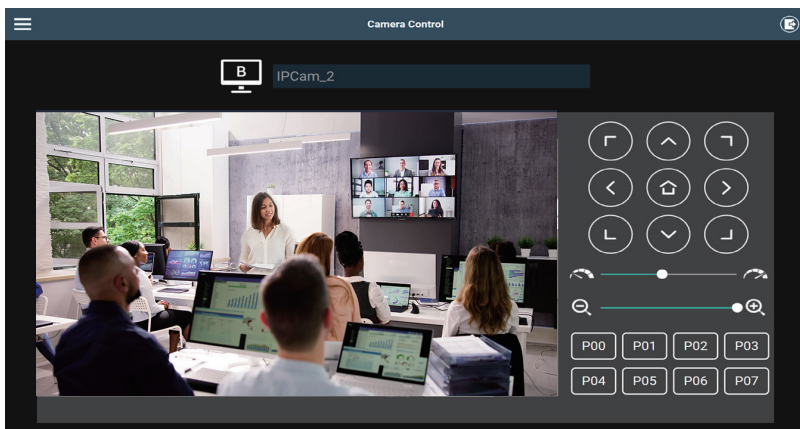 Camera Control
B
IPCam_2
P00 P01 P02 P03
P04 P05 P06 P07